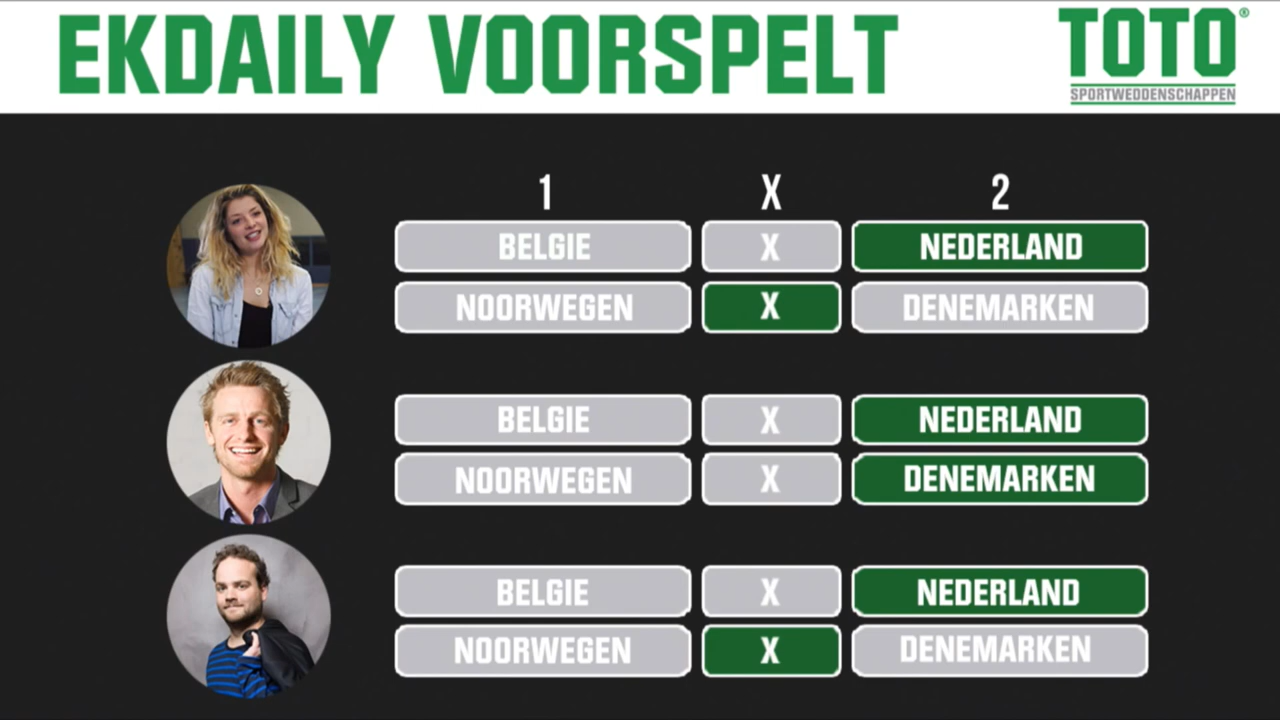 EKDAILY VOORSPELT
TOTO®
SPORTWEDDENSCHAPPEN
1 X 2
BELGIE X NEDERLAND
NOORWEGEN X DENEMARKEN
BELGIE X NEDERLAND
NOORWEGEN X DENEMARKEN
BELGIE X NEDERLAND
NOORWEGEN X DENEMARKEN